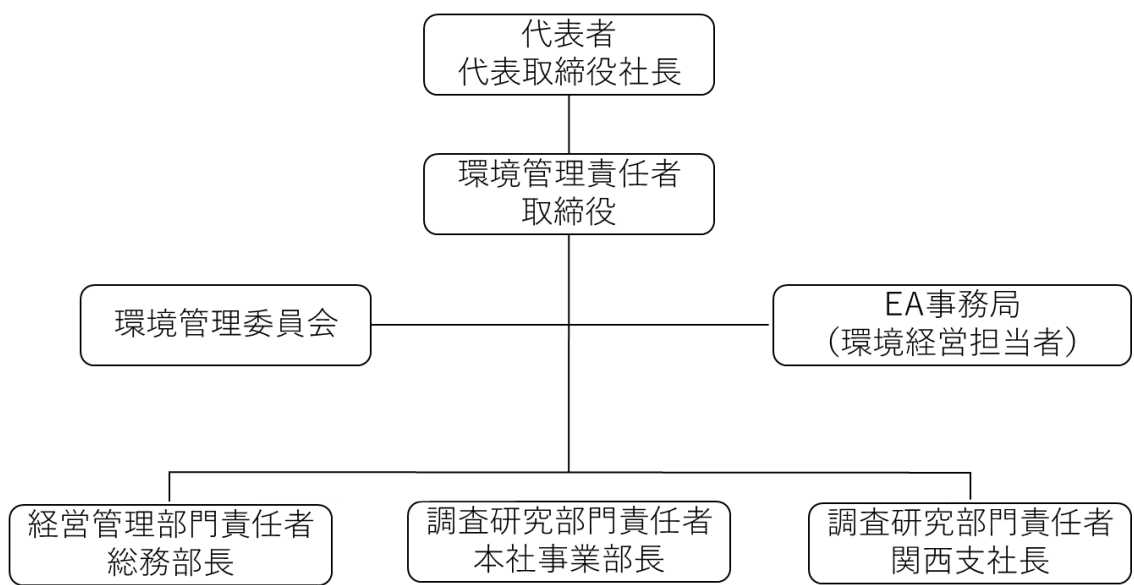 代表者
代表取締役社長
環境管理責任者
取締役
環境管理委員会
EA事務局
（環境経営担当者）
経営管理部門責任者
総務部長
調査研究部門責任者
本社事業部長
調査研究部門責任者
関西支社長